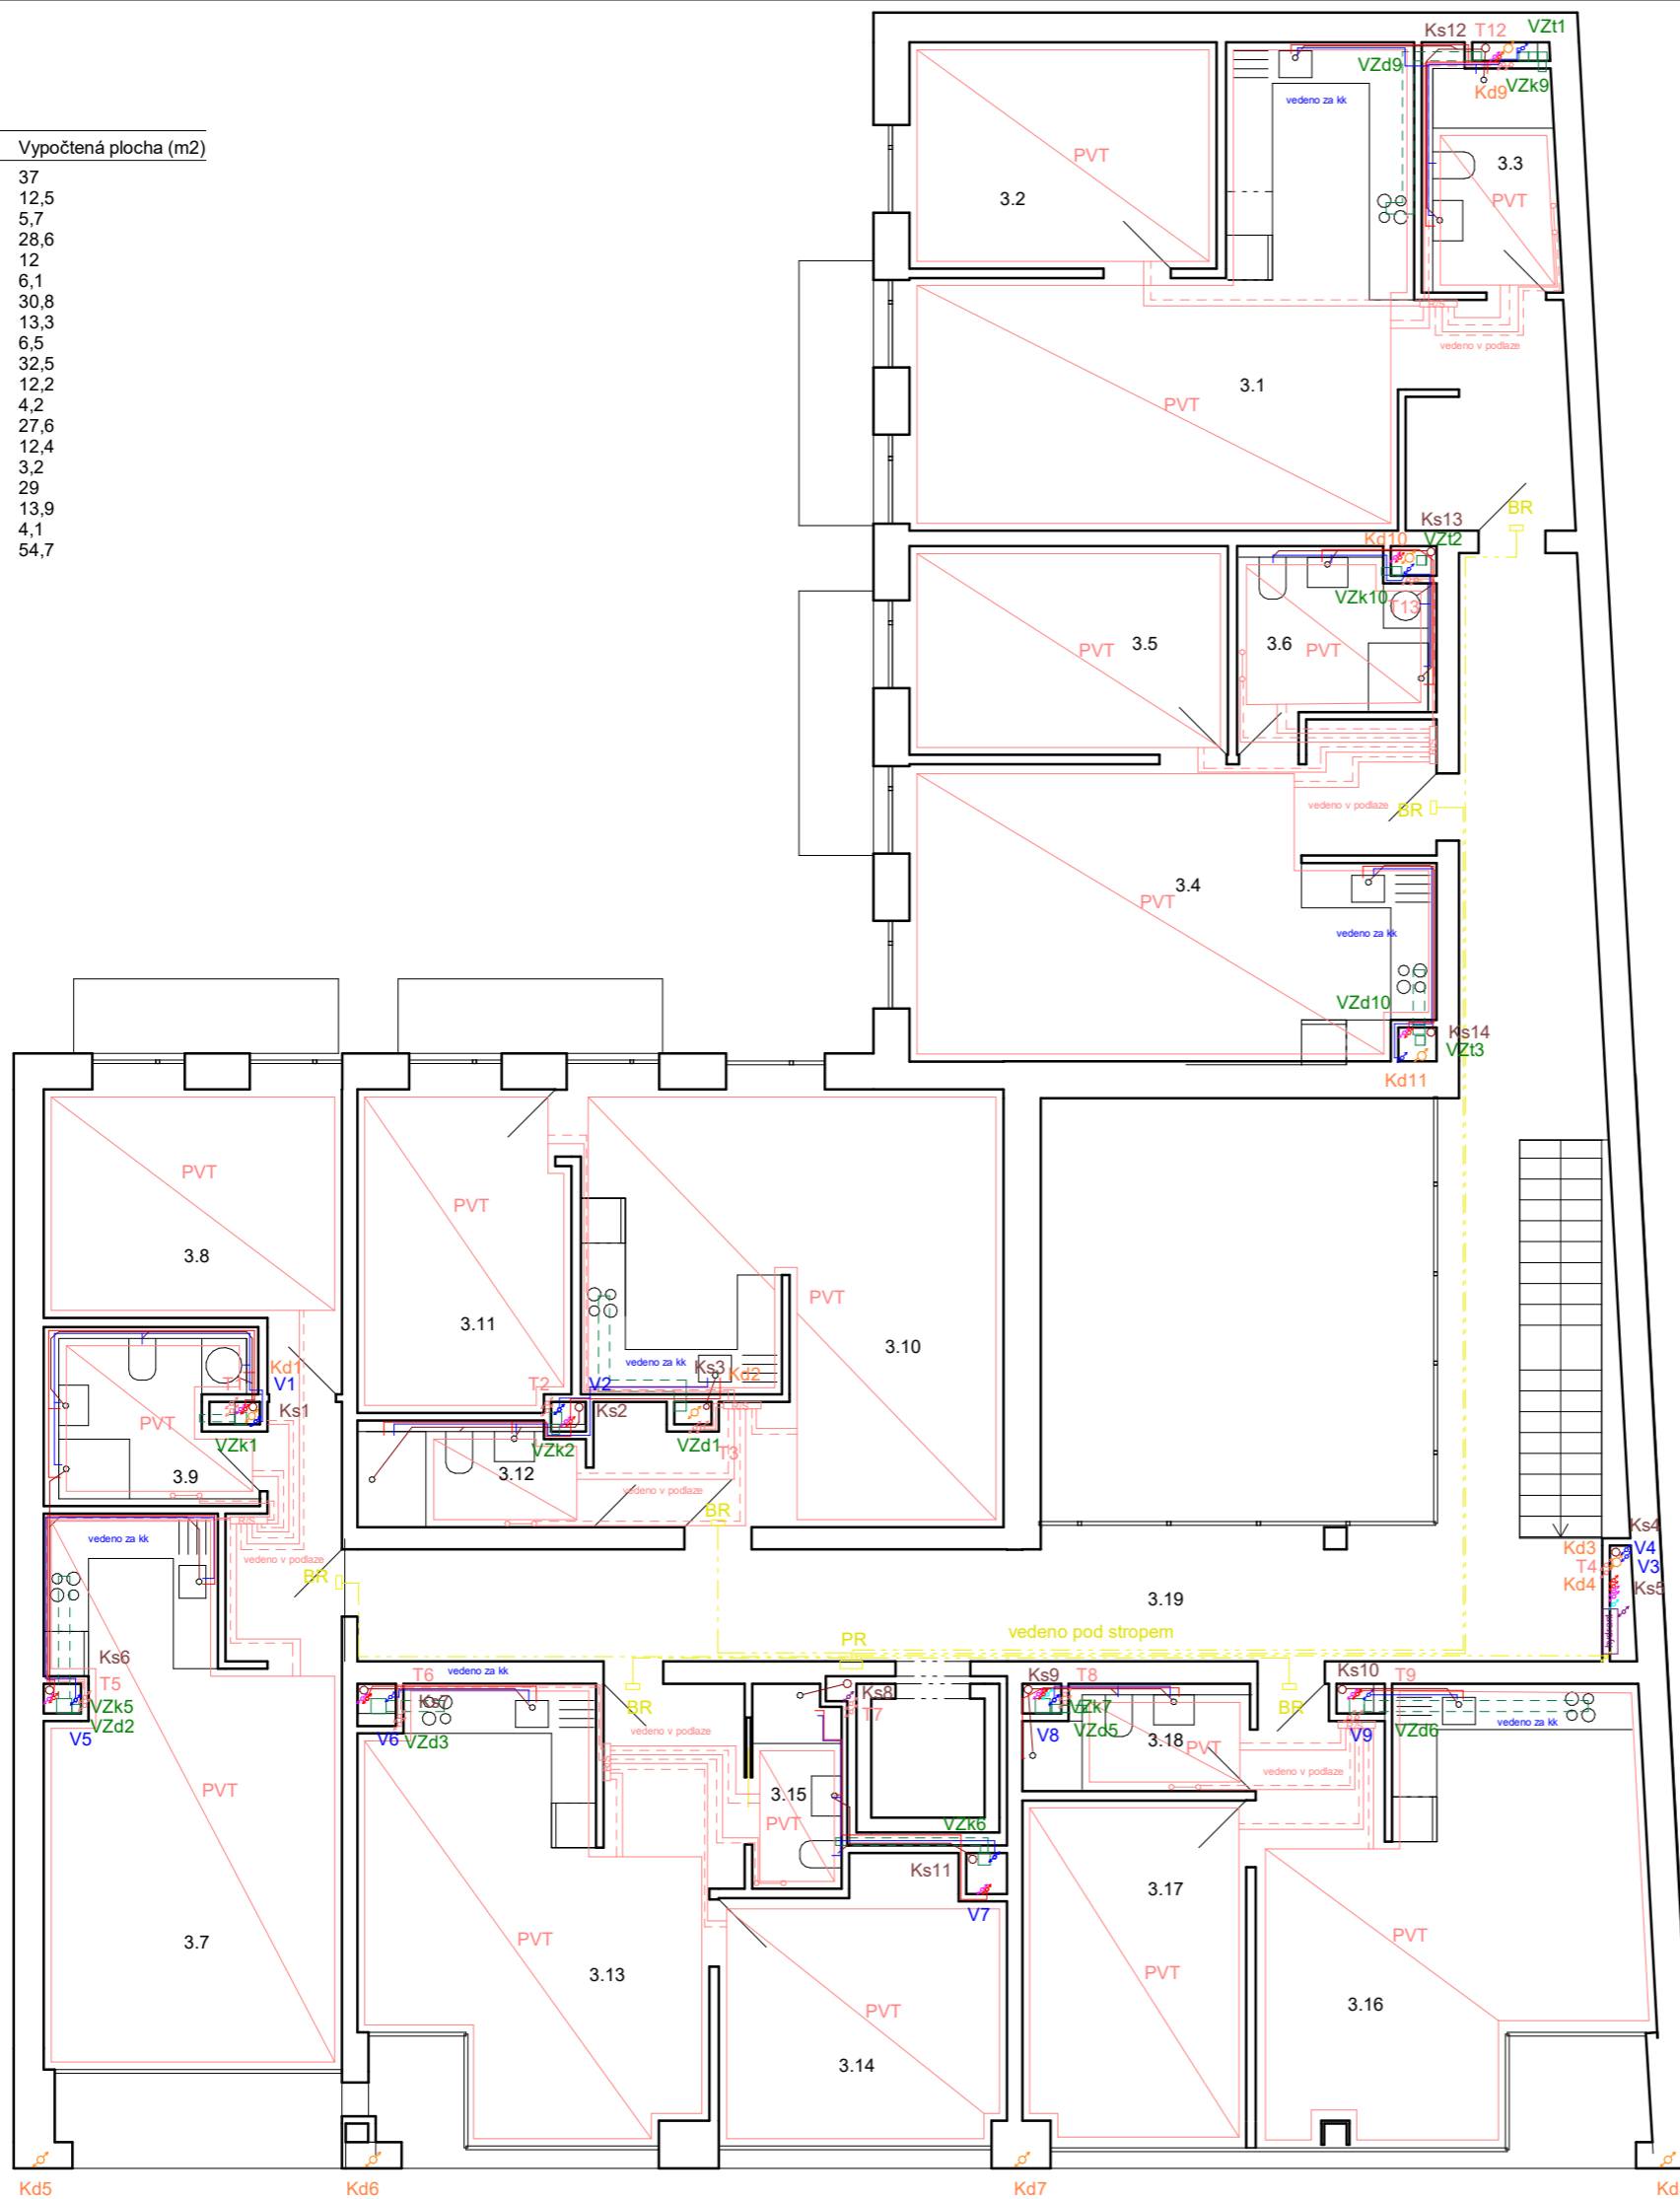 Vypočtená plocha (m2)
37
12,5
5,7
28,6
12
6,1
30,8
13,3
6,5
32,5
12,2
4,2
27,6
12,4
3,2
29
13,9
4,1
54,7
Ks12 T12 VZt1
VZd9
VZk9
Kd9
vedeno za kk
PVT
3.2
3.3
PVT
R/S
vedeno v podlaze
3.1
PVT
BR
Ks13
Kd10 VZt2
VZk10
T13
3.5
PVT
3.6
PVT
R/S
vedeno v podlaze
BR
3.4
PVT
vedeno za kk
VZd10
Ks14
VZt3
Kd11
PVT
3.8
PVT
3.11
PVT
3.10
vedeno za kk
Ks3
Kd2
Kd1
T1 V1
T2 V2
Ks1
Ks2
R/S
PVT
VZk1
VZk2
VZd1
T3
3.9
3.12
vedeno v podlaze
BR
R/S
vedeno za kk
vedeno v podlaze
BR
Ks4
Kd3 V4
T4 V3
Kd4
Ks5
hydrant
3.19
vedeno pod stropem
PR
Ks6
T5
VZk5
VZd2
V5
T6
vedeno za kk
Ks7
V6
VZd3
BR
vedeno v podlaze
Ks8
T7
Ks9 T8
VZk7
V8
VZd5
3.18
PVT
BR
Ks10 T9
V9
VZd6
vedeno za kk
vedeno v podlaze
PVT
3.15
PVT
VZk6
Ks11
V7
3.17
3.7
PVT
3.13
PVT
PVT
3.16
PVT
3.14
Kd5
Kd6
Kd7
Kd